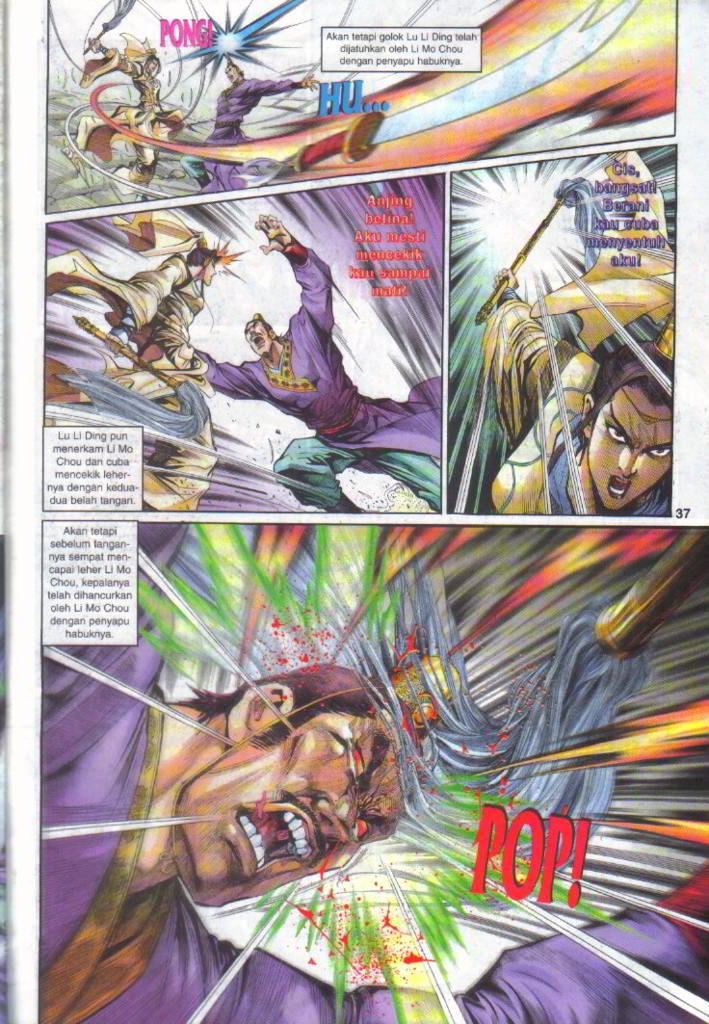 PONG!
Akan tetapi golok Lu Li Ding telah
dijatuhkan oleh Li Mo Chou
dengan penyapu habuknya.
HU...
Anjing
betina!
Aku mesti
mencekik
kau sampai
mati!
Cis,
bangsat!
Berani
kau cuba
menyentuh
aku!
Lu Li Ding pun
menerkam Li Mo
Chou dan cuba
mencekik leher-
nya dengan kedua-
dua belah tangan.
37
Akan tetapi
sebelum tangan-
nya sempat men-
capai leher Li Mo
Chou, kepalanya
telah dihancurkan
oleh Li Mo Chou
dengan penyapu
habuknya.
POP!